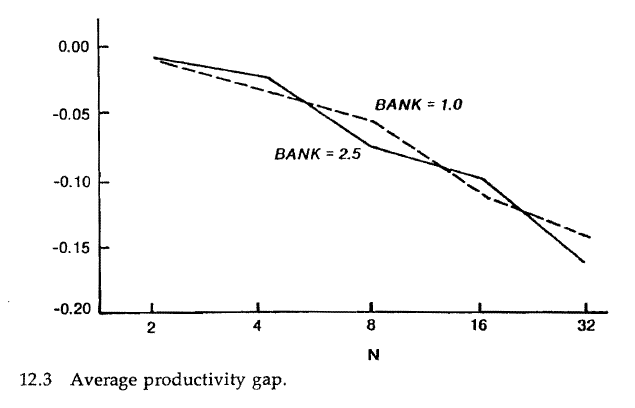 0.00
-0.05
-0.10
-0.15
-0.20
BANK = 1.0
BANK = 2.5
2 4 8 16 32
N
12.3 Average productivity gap.